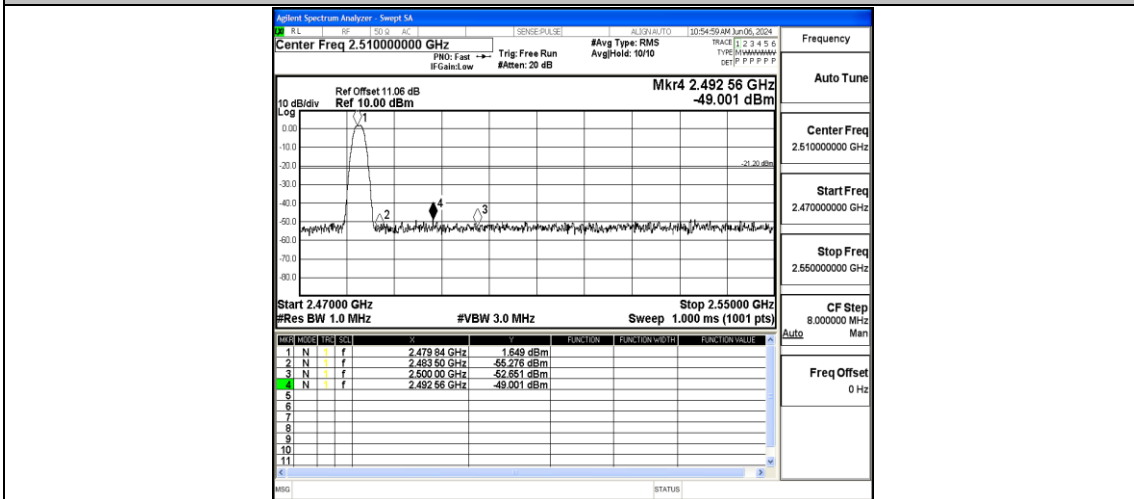 Agilent Spectrum Analyzer - Swept SA
RL RF 50 Ω AC SENSE:PULSE ALIGN AUTO 10:54:59 AM Jun 06, 2024
Center Freq 2.510000000 GHz
PNO: Fast
IFGain:Low
Trig: Free Run
#Atten: 20 dB
#Avg Type: RMS
Avg|Hold: 10/10
TRACE 1 2 3 4 5 6
TYPE M W W W W W
DET P P P P P P
Mkr4 2.492 56 GHz
-49.001 dBm
Ref Offset 11.06 dB
10 dB/div Ref 10.00 dBm
Log
0.00
-10.0
-20.0
-30.0
-40.0
-50.0
-60.0
-70.0
-80.0
1
2
4
3
-21.20 dBm
Start 2.47000 GHz Stop 2.55000 GHz
#Res BW 1.0 MHz #VBW 3.0 MHz Sweep 1.000 ms (1001 pts)
MKR MODE TRC SCL X Y FUNCTION FUNCTION WIDTH FUNCTION VALUE
1 N 1 f 2.479 84 GHz 1.649 dBm
2 N 1 f 2.483 50 GHz -55.276 dBm
3 N 1 f 2.500 00 GHz -52.651 dBm
4 N 1 f 2.492 56 GHz -49.001 dBm
5
6
7
8
9
10
11
MSG STATUS
Frequency
Auto Tune
Center Freq
2.510000000 GHz
Start Freq
2.470000000 GHz
Stop Freq
2.550000000 GHz
CF Step
8.000000 MHz
Auto Man
Freq Offset
0 Hz